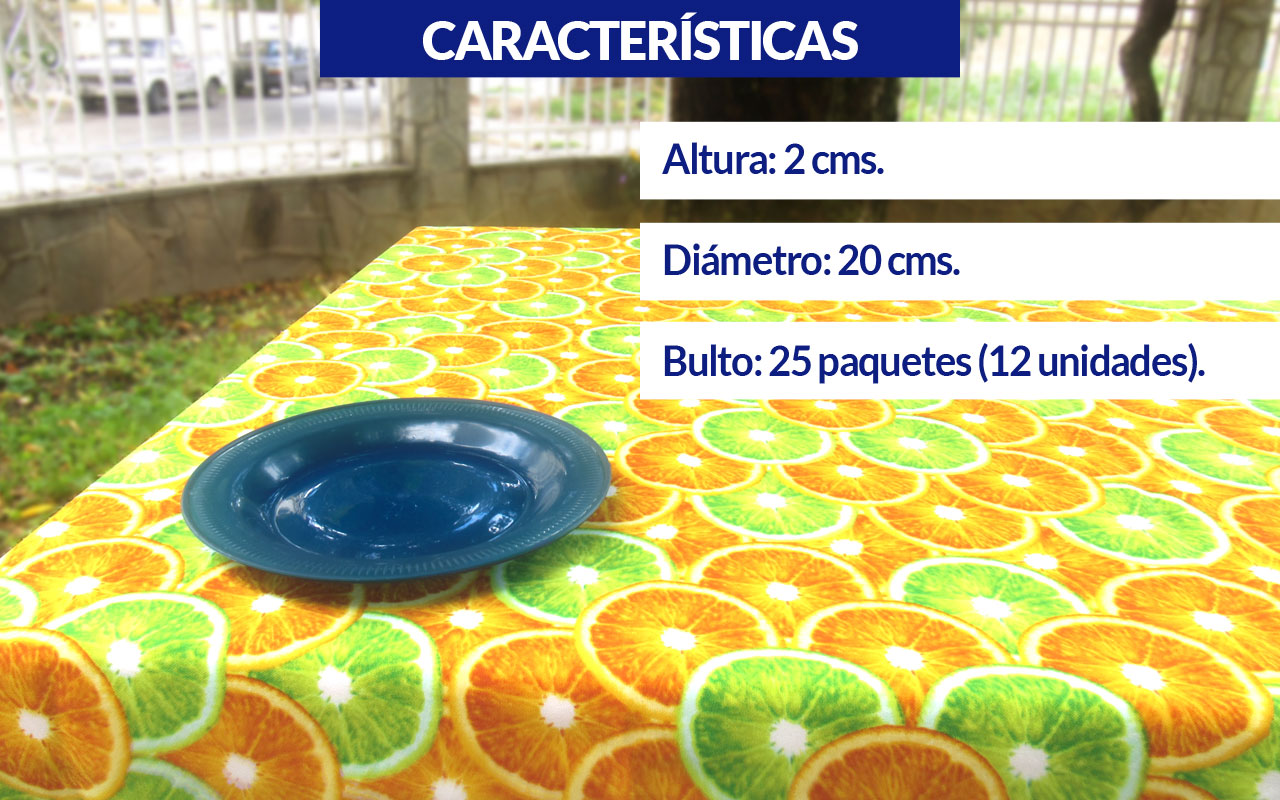 CARACTERÍSTICAS
Altura: 2 cms.
Diámetro: 20 cms.
Bulto: 25 paquetes (12 unidades).